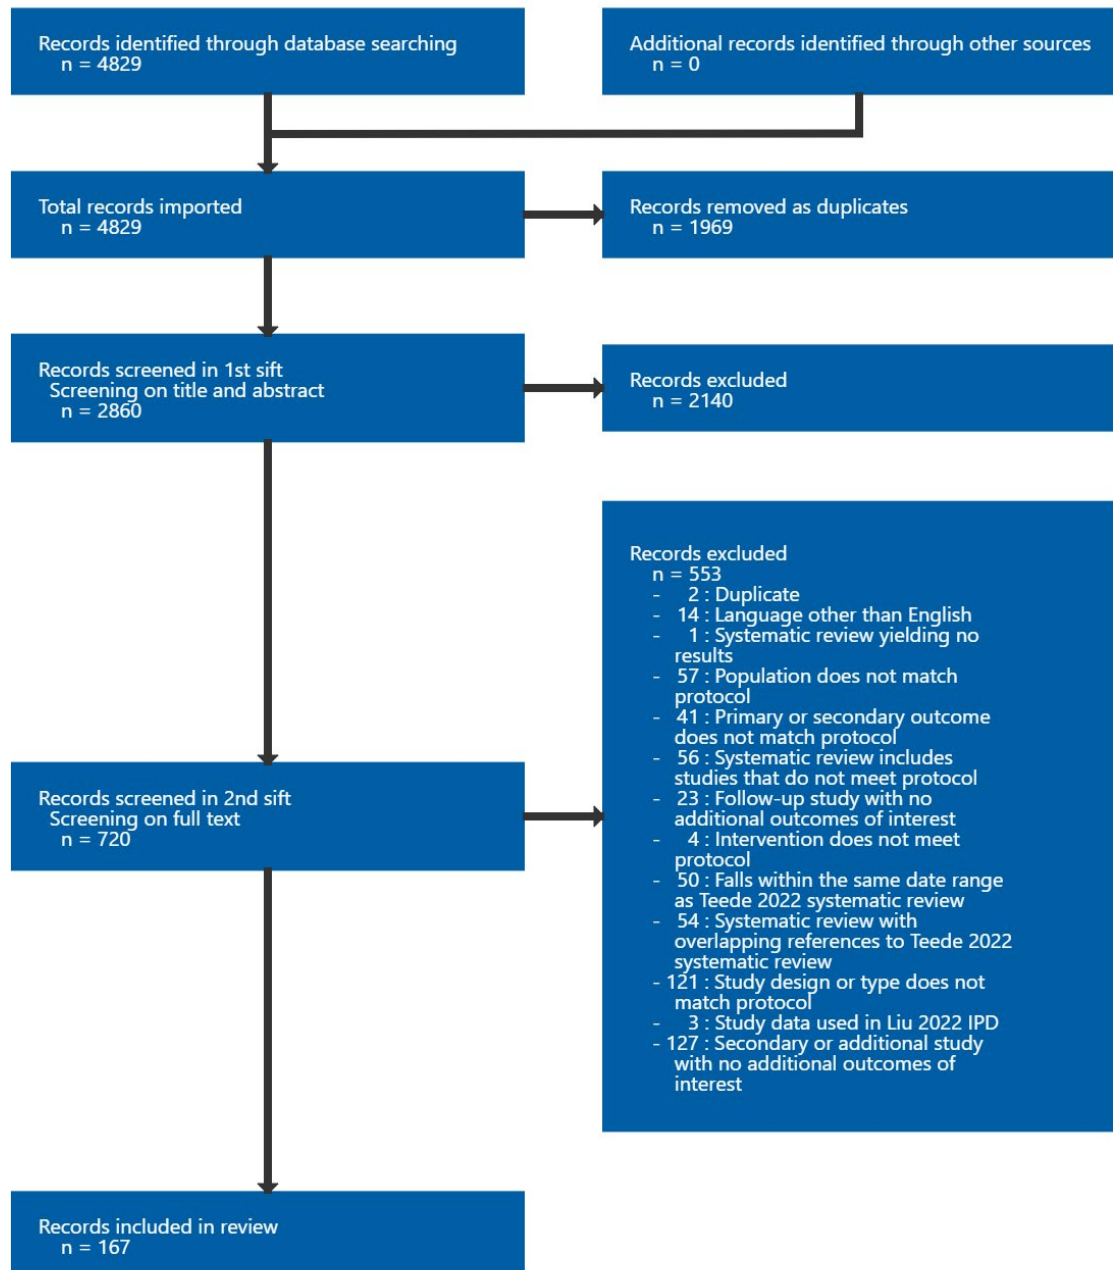 Records identified through database searching
n = 4829
Additional records identified through other sources
n = 0
Total records imported
n = 4829
Records removed as duplicates
n = 1969
Records screened in 1st sift
Screening on title and abstract
n = 2860
Records excluded
n = 2140
Records excluded
n = 553
- 2 : Duplicate
- 14 : Language other than English
- 1 : Systematic review yielding no
results
- 57 : Population does not match
protocol
- 41 : Primary or secondary outcome
does not match protocol
- 56 : Systematic review includes
studies that do not meet protocol
- 23 : Follow-up study with no
additional outcomes of interest
- 4 : Intervention does not meet
protocol
- 50 : Falls within the same date range
as Teede 2022 systematic review
- 54 : Systematic review with
overlapping references to Teede 2022
systematic review
- 121 : Study design or type does not
match protocol
- 3 : Study data used in Liu 2022 IPD
- 127 : Secondary or additional study
with no additional outcomes of
interest
Records screened in 2nd sift
Screening on full text
n = 720
Records included in review
n = 167